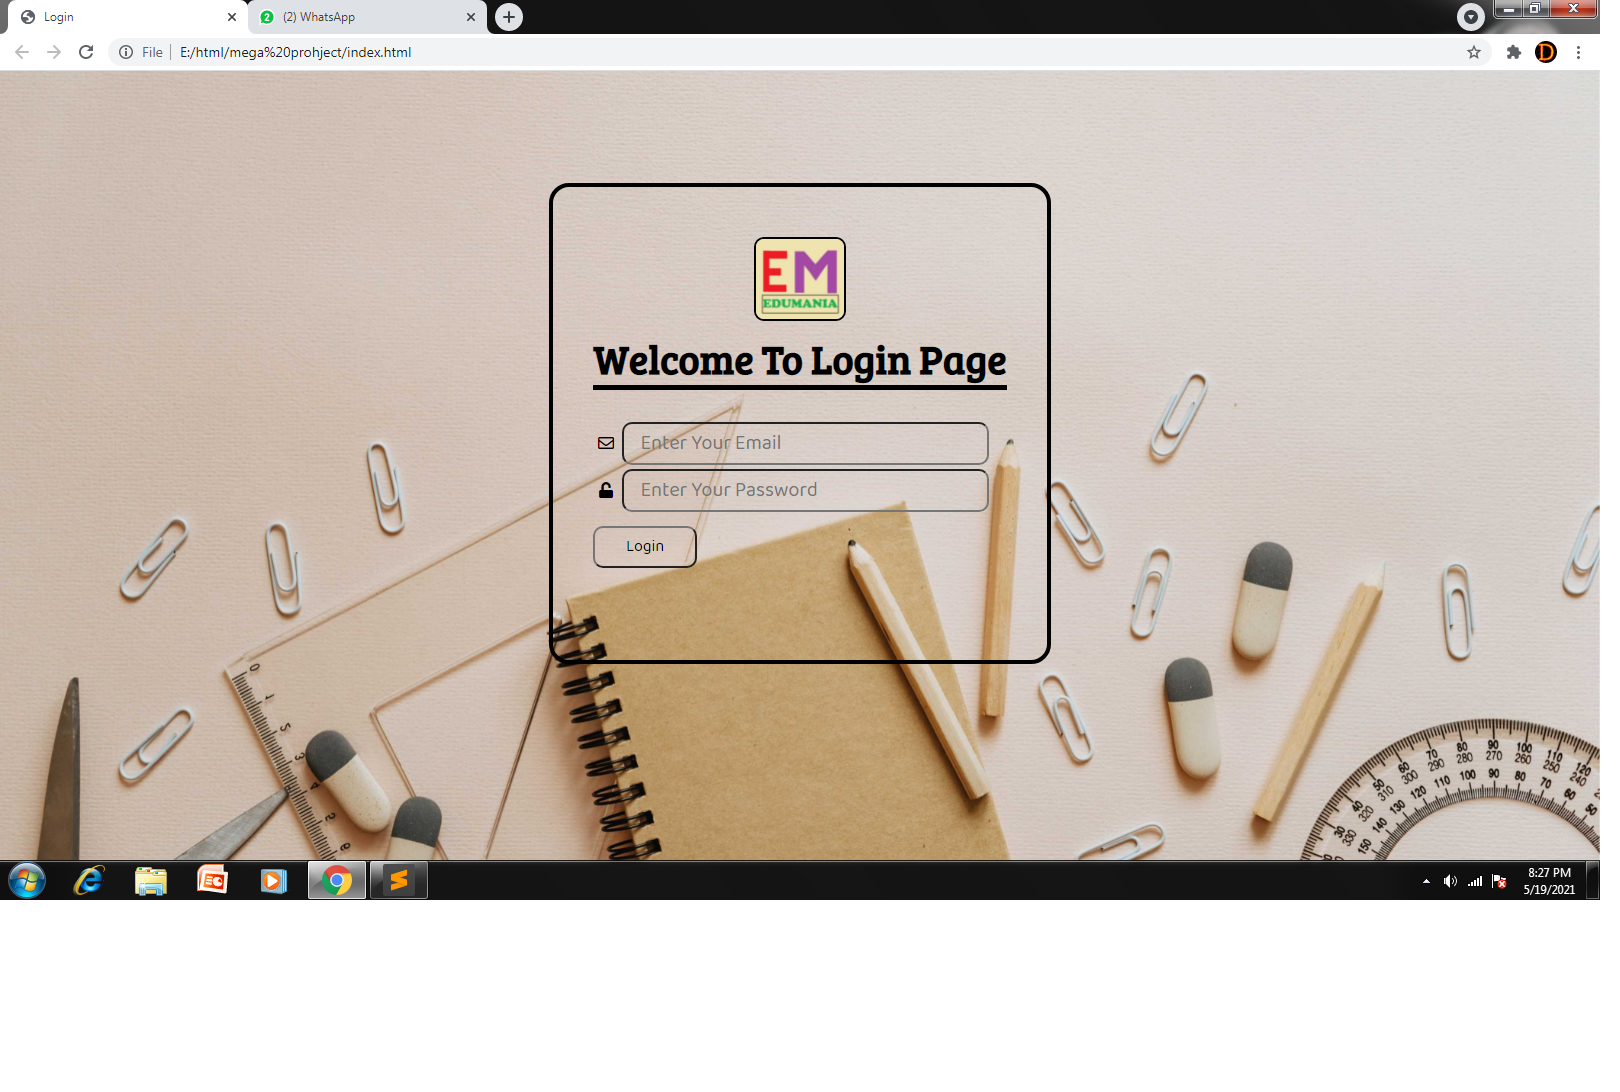 Login
(2) WhatsApp
File
E:/html/mega%20prohject/index.html
D
EM
EDUMANIA
Welcome To Login Page
Enter Your Email
Enter Your Password
Login
8:27 PM
5/19/2021